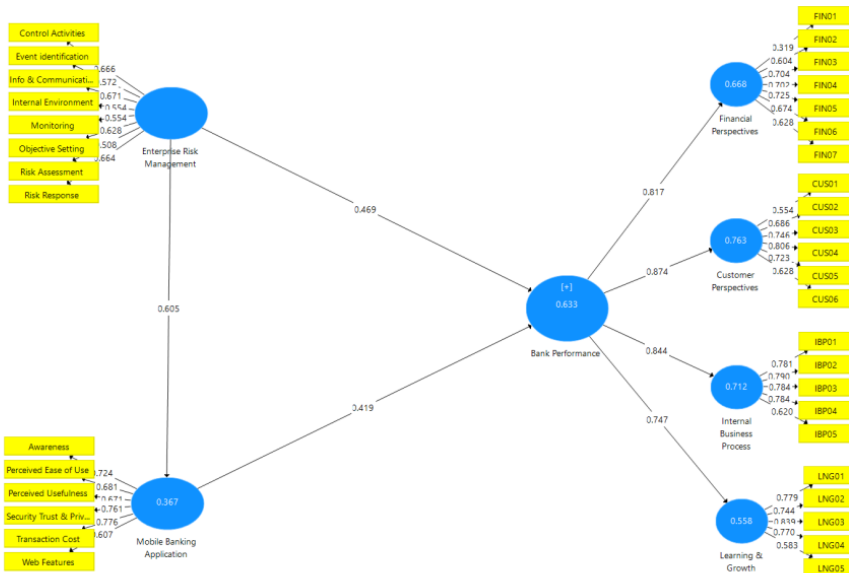 Control Activities
Event identification
Info & Communicati...
Internal Environment
Monitoring
Objective Setting
Risk Assessment
Risk Response
0.572
0.671
0.554
0.554
0.628
0.508
0.664
Enterprise Risk
Management
0.469
0.605
0.419
Awareness
Perceived Ease of Use
Perceived Usefulness
Security Trust & Priv...
Transaction Cost
Web Features
0.724
0.681
0.671
0.761
0.776
0.607
0.367
Mobile Banking
Application
[+]
0.633
Bank Performance
0.817
0.874
0.844
0.747
0.668
Financial
Perspectives
0.319
0.604
0.704
0.702
0.725
0.674
0.628
FIN01
FIN02
FIN03
FIN04
FIN05
FIN06
FIN07
0.763
Customer
Perspectives
0.554
0.686
0.746
0.806
0.723
0.628
CUS01
CUS02
CUS03
CUS04
CUS05
CUS06
0.712
Internal
Business
Process
0.781
0.790
0.784
0.784
0.620
IBP01
IBP02
IBP03
IBP04
IBP05
0.558
Learning &
Growth
0.779
0.744
0.839
0.770
0.583
LNG01
LNG02
LNG03
LNG04
LNG05